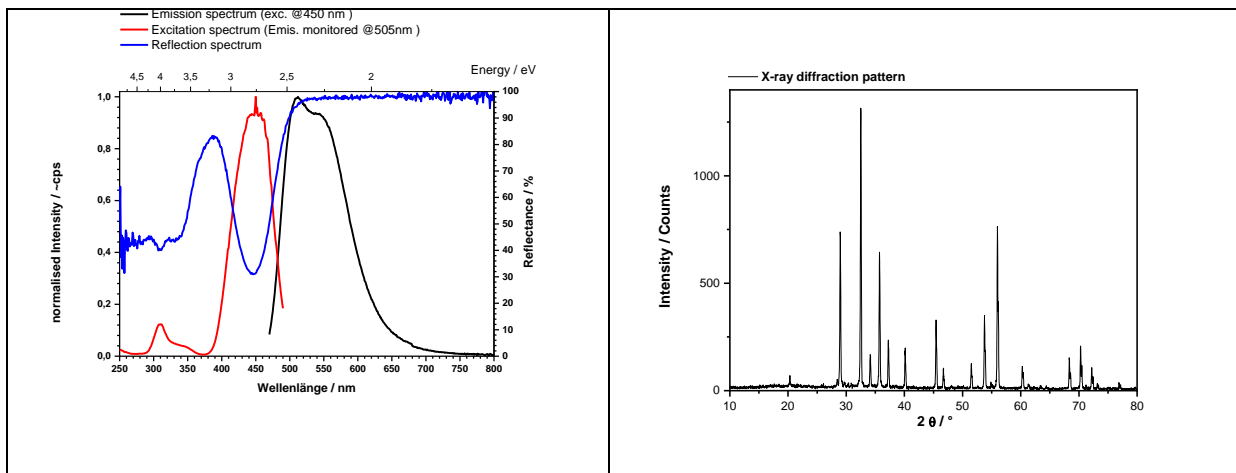 Emission spectrum (exc. @450 nm )
Excitation spectrum (Emis. monitored @505nm )
Reflection spectrum
Energy / eV
4,5 4 3,5 3 2,5 2
1,0
0,8
0,6
0,4
0,2
0,0
normalised Intensity / ~cps
100
90
80
70
60
50
40
30
20
10
0
Reflectance / %
250 300 350 400 450 500 550 600 650 700 750 800
Wellenlänge / nm
X-ray diffraction pattern
1000
500
0
Intensity / Counts
10 20 30 40 50 60 70 80
2 θ / °